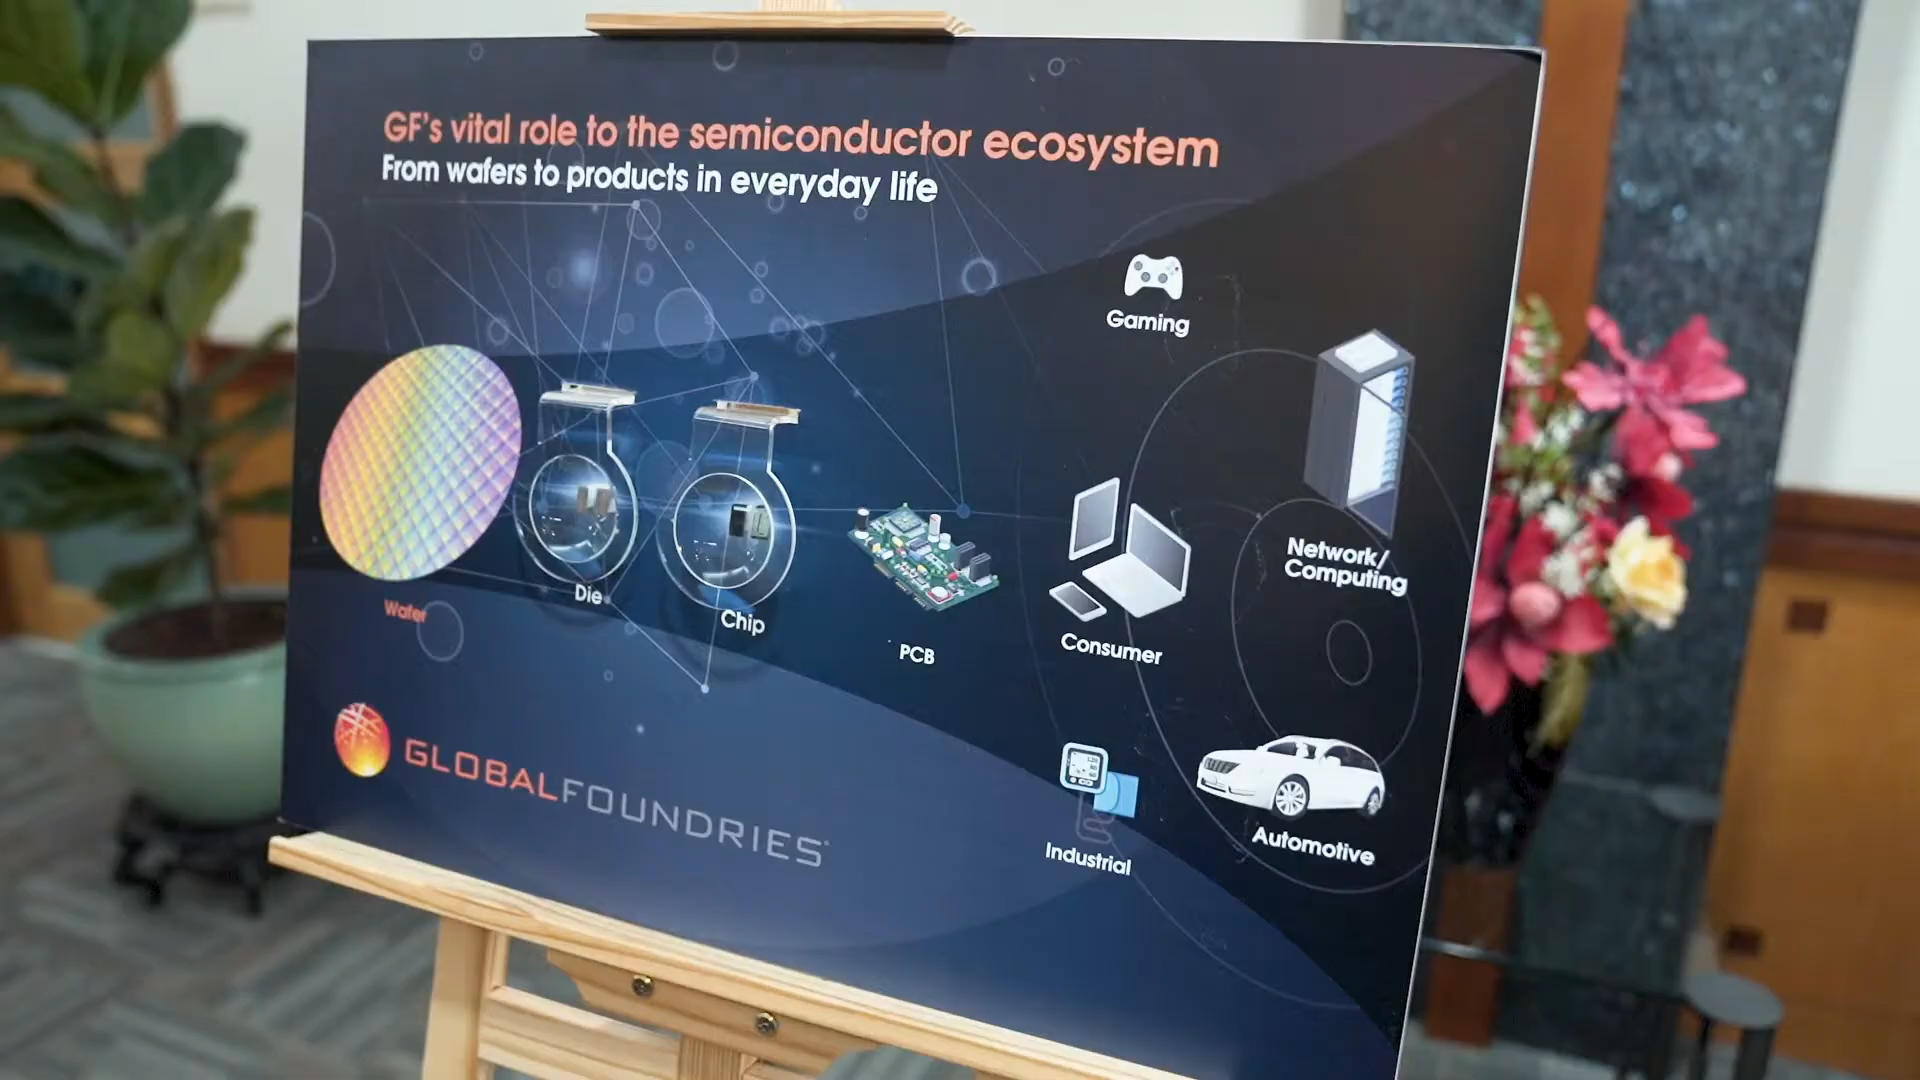 GF's vital role to the semiconductor ecosystem
From wafers to products in everyday life
Gaming
Network/
Computing
Wafer
Die
Chip
PCB
Consumer
Industrial
Automotive
GLOBALFOUNDRIES